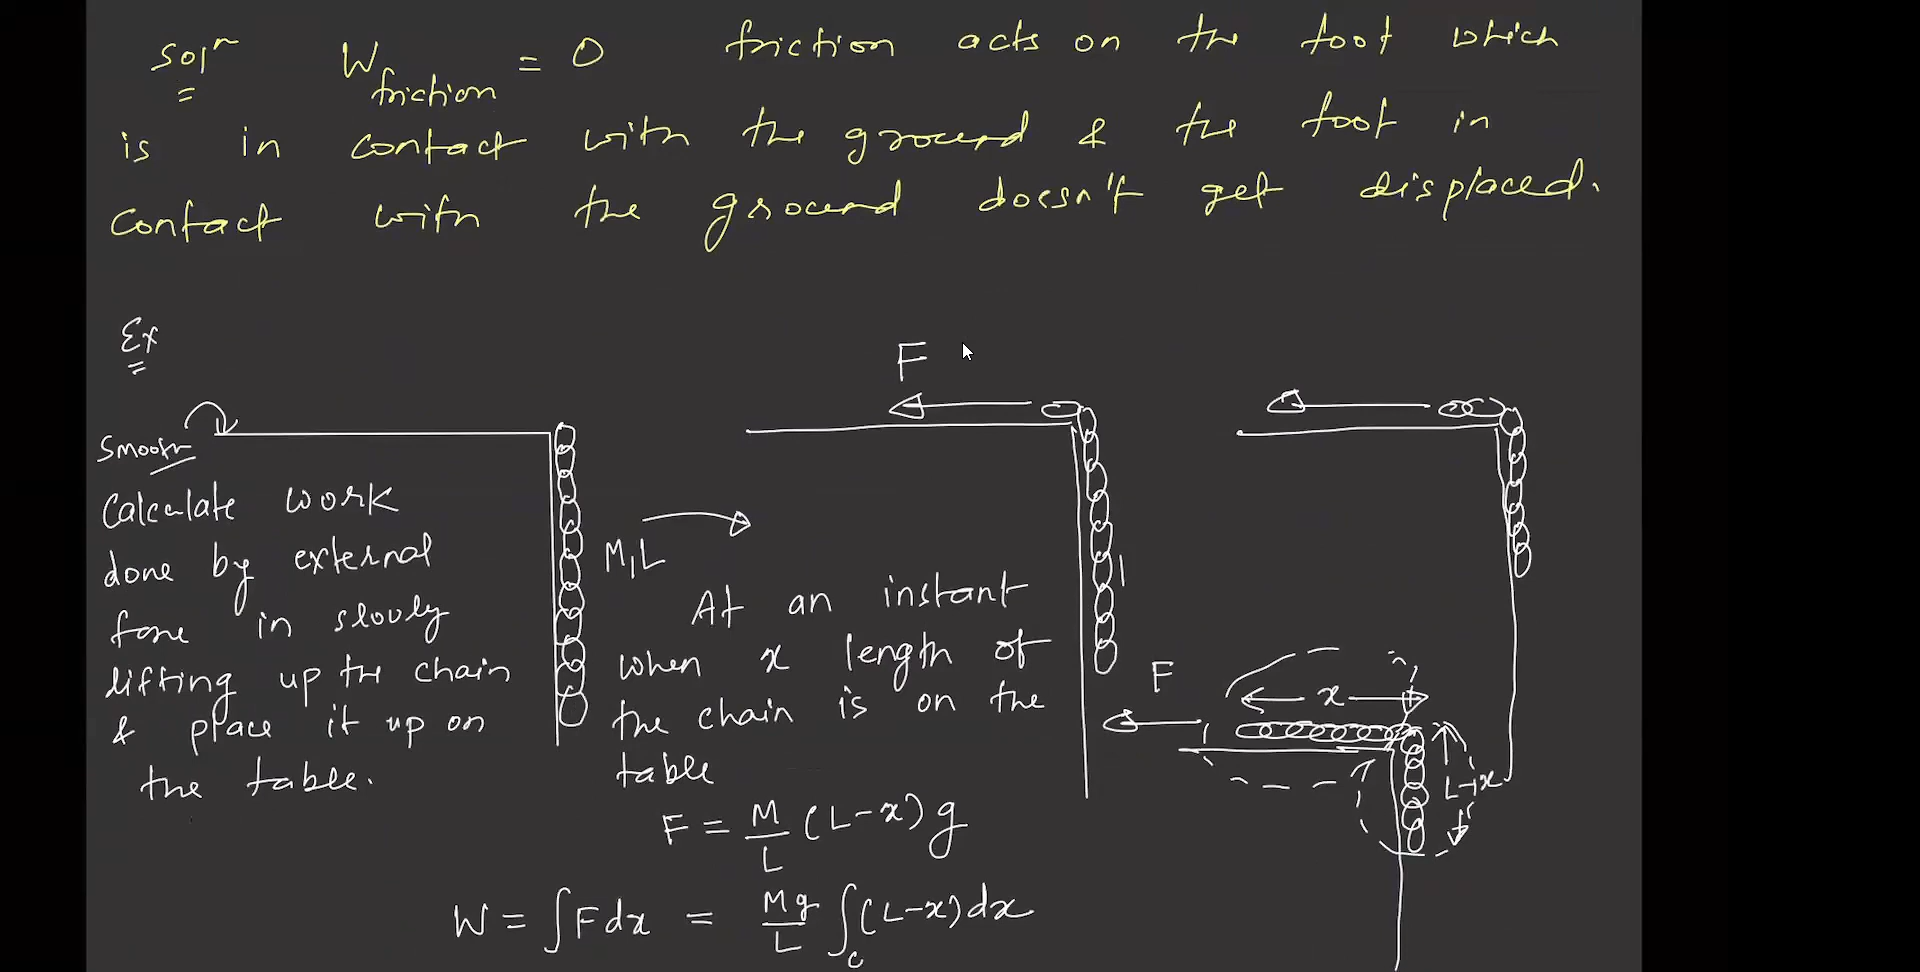 Solⁿ W_friction = 0 friction acts on the foot which
is in contact with the ground & the foot in
contact with the ground doesn't get displaced.
Ex
Smooth
Calculate work
done by external
force in slowly
lifting up the chain
& place it up on
the table.
M, L
F
At an instant
when x length of
the chain is on the
table
F = M/L (L-x) g
W = ∫Fdx = Mg/L ∫₀(L-x)dx
F
x
L-x